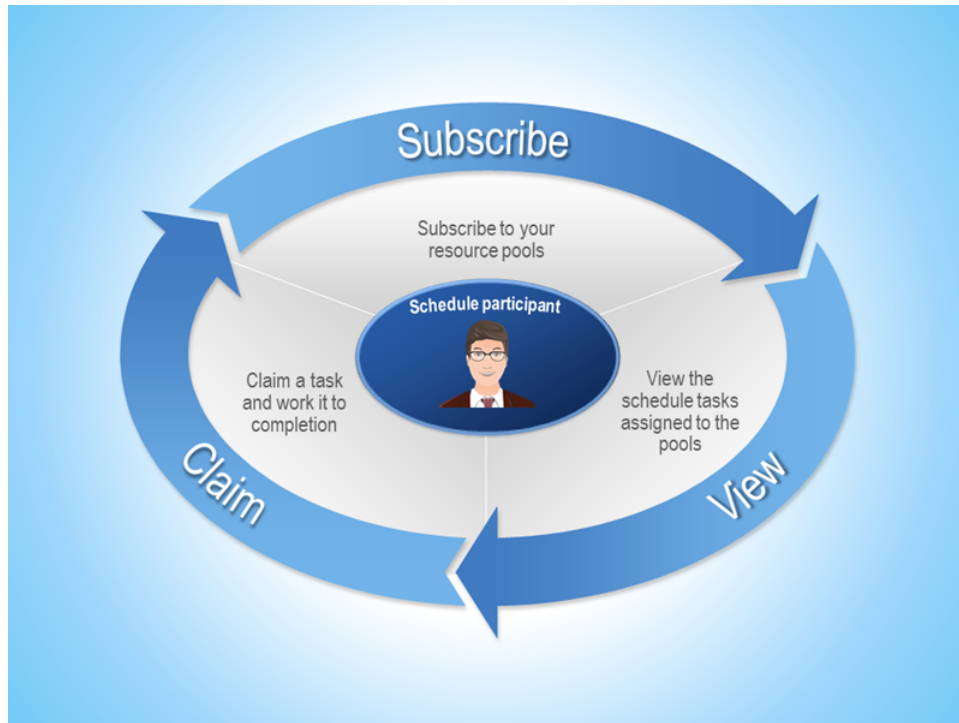 Subscribe
Subscribe to your
resource pools
Schedule participant
View the
schedule tasks
assigned to the
pools
View
Claim a task
and work it to
completion
Claim